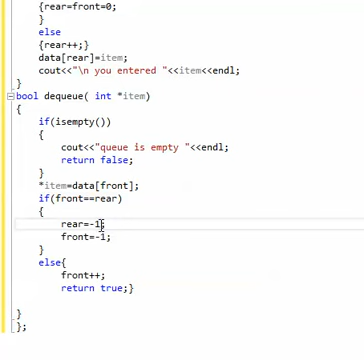 {rear=front=0;
}
else
{rear++;}
data[rear]=item;
cout<<"\n you entered "<<item<<endl;
}
bool dequeue( int *item)
{
if(isempty())
{
cout<<"queue is empty "<<endl;
return false;
}
*item=data[front];
if(front==rear)
{
rear=-1;
front=-1;
}
else{
front++;
return true;}
}
};